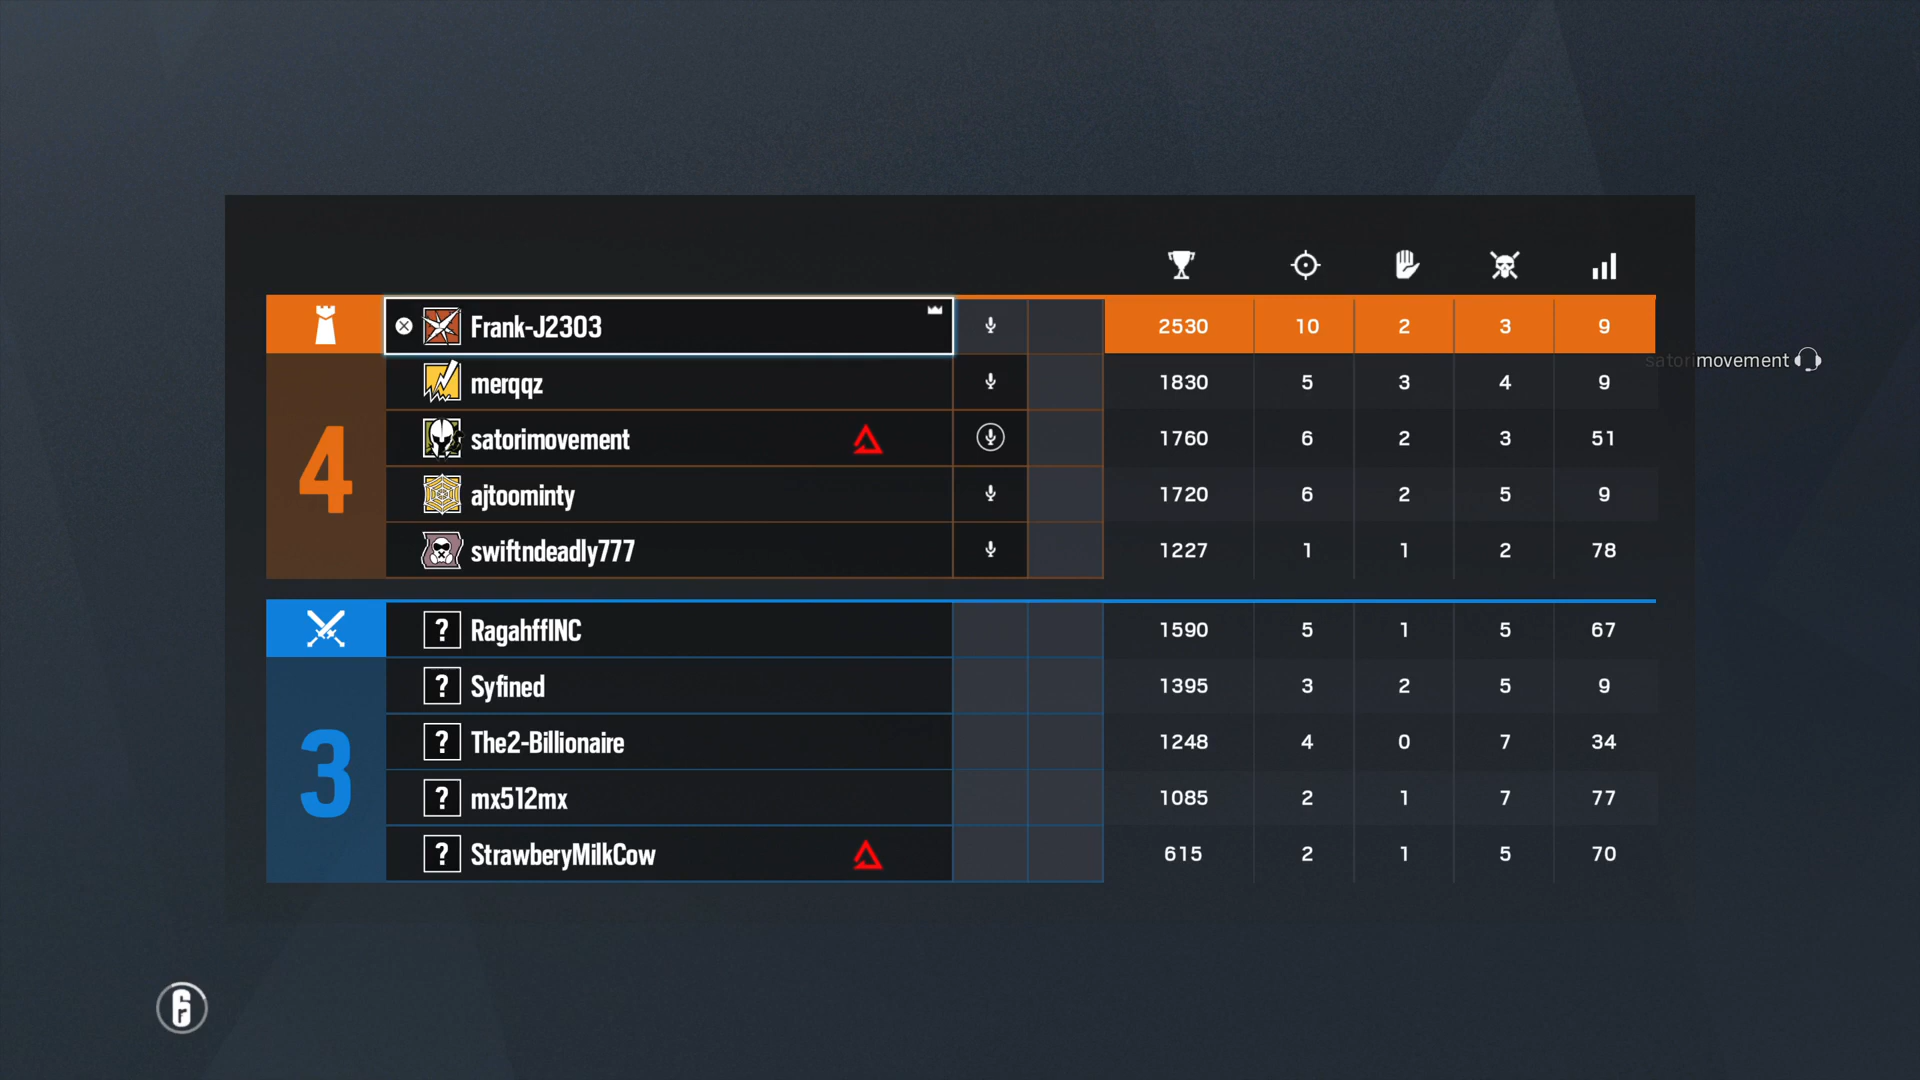 Frank-J2303 2530 10 2 3 9
satorimovement
merqqz 1830 5 3 4 9
4
satorimovement 1760 6 2 3 51
ajtoominty 1720 6 2 5 9
swiftndeadly777 1227 1 1 2 78
? RagahffINC 1590 5 1 5 67
? Syfined 1395 3 2 5 9
3
? The2-Billionaire 1248 4 0 7 34
? mx512mx 1085 2 1 7 77
? StrawberyMilkCow 615 2 1 5 70
6